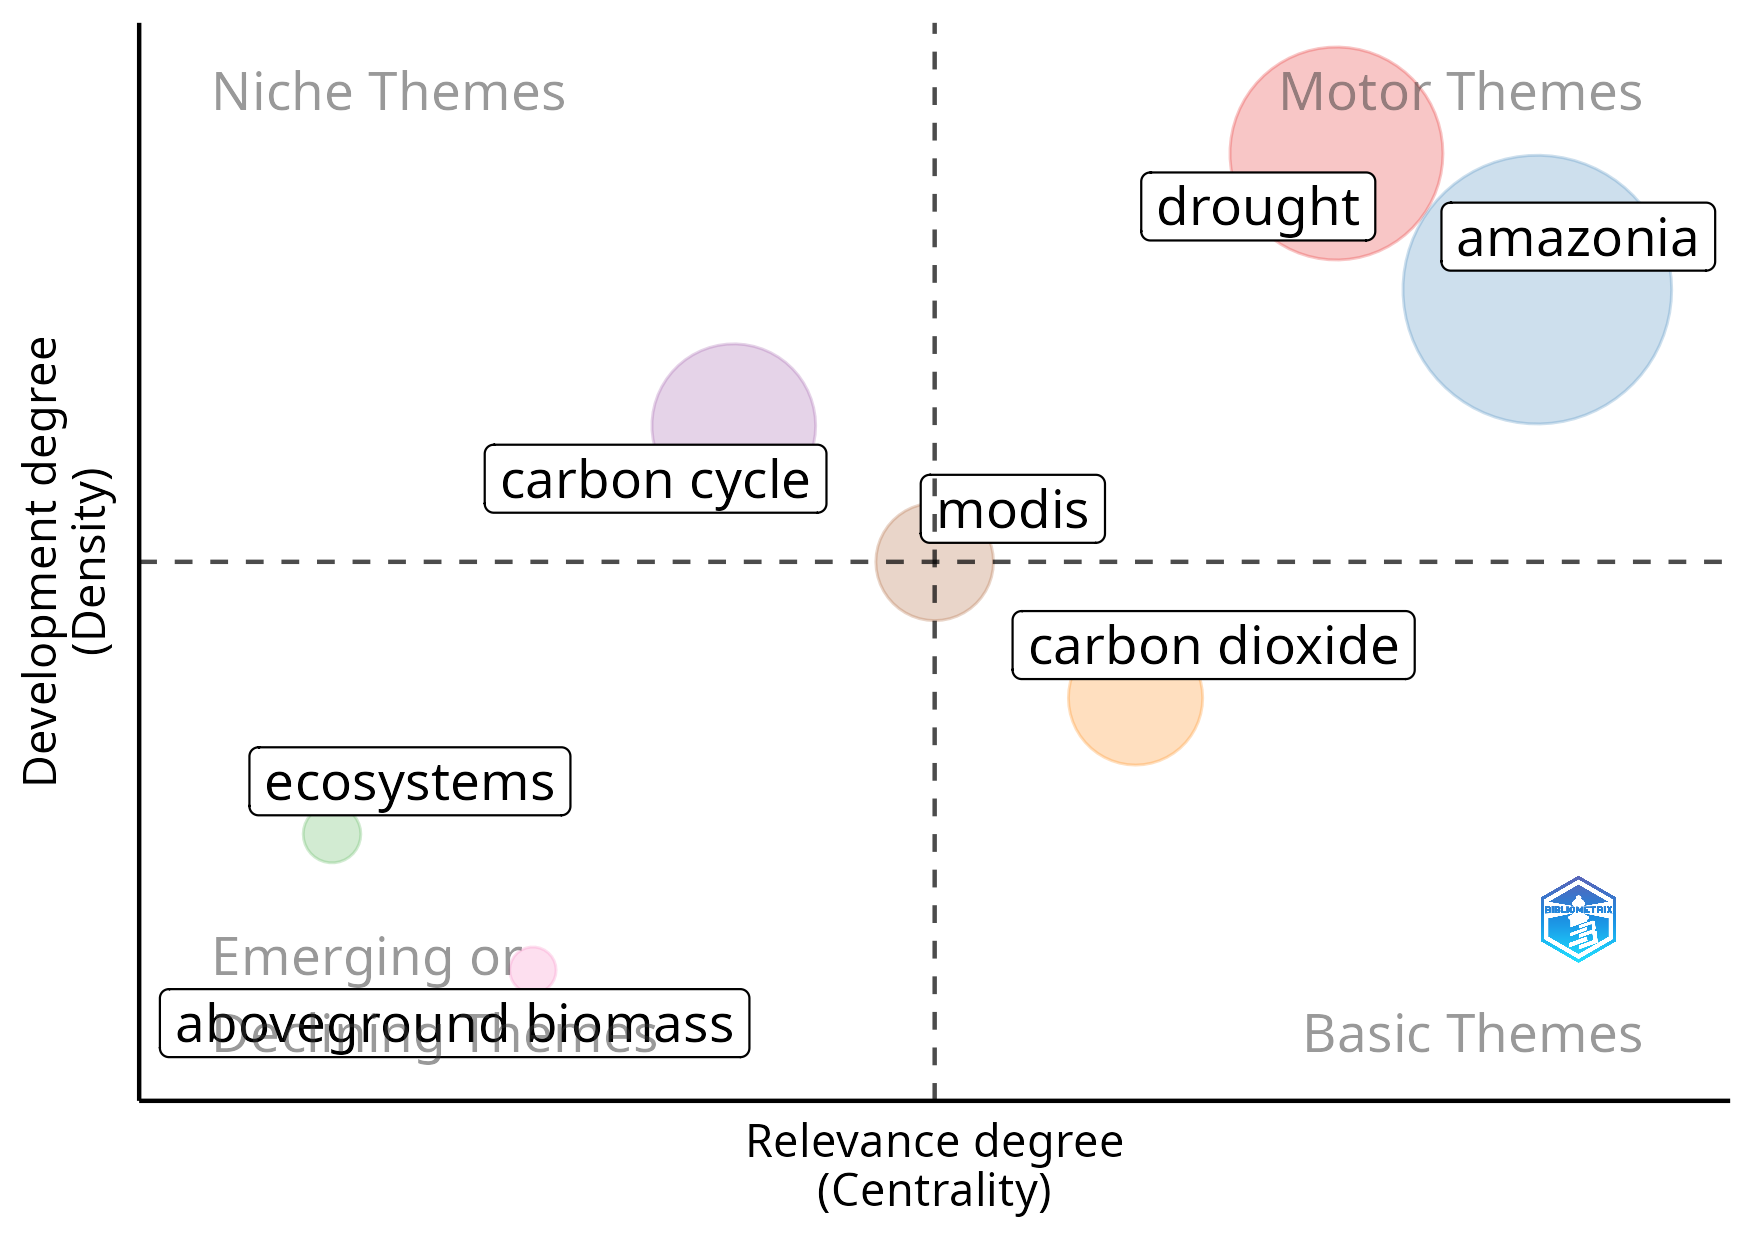 Niche Themes
Motor Themes
drought
amazonia
carbon cycle
modis
carbon dioxide
ecosystems
Emerging or
Declining Themes
aboveground biomass
BIBLIOMETRIX
Basic Themes
Development degree
(Density)
Relevance degree
(Centrality)